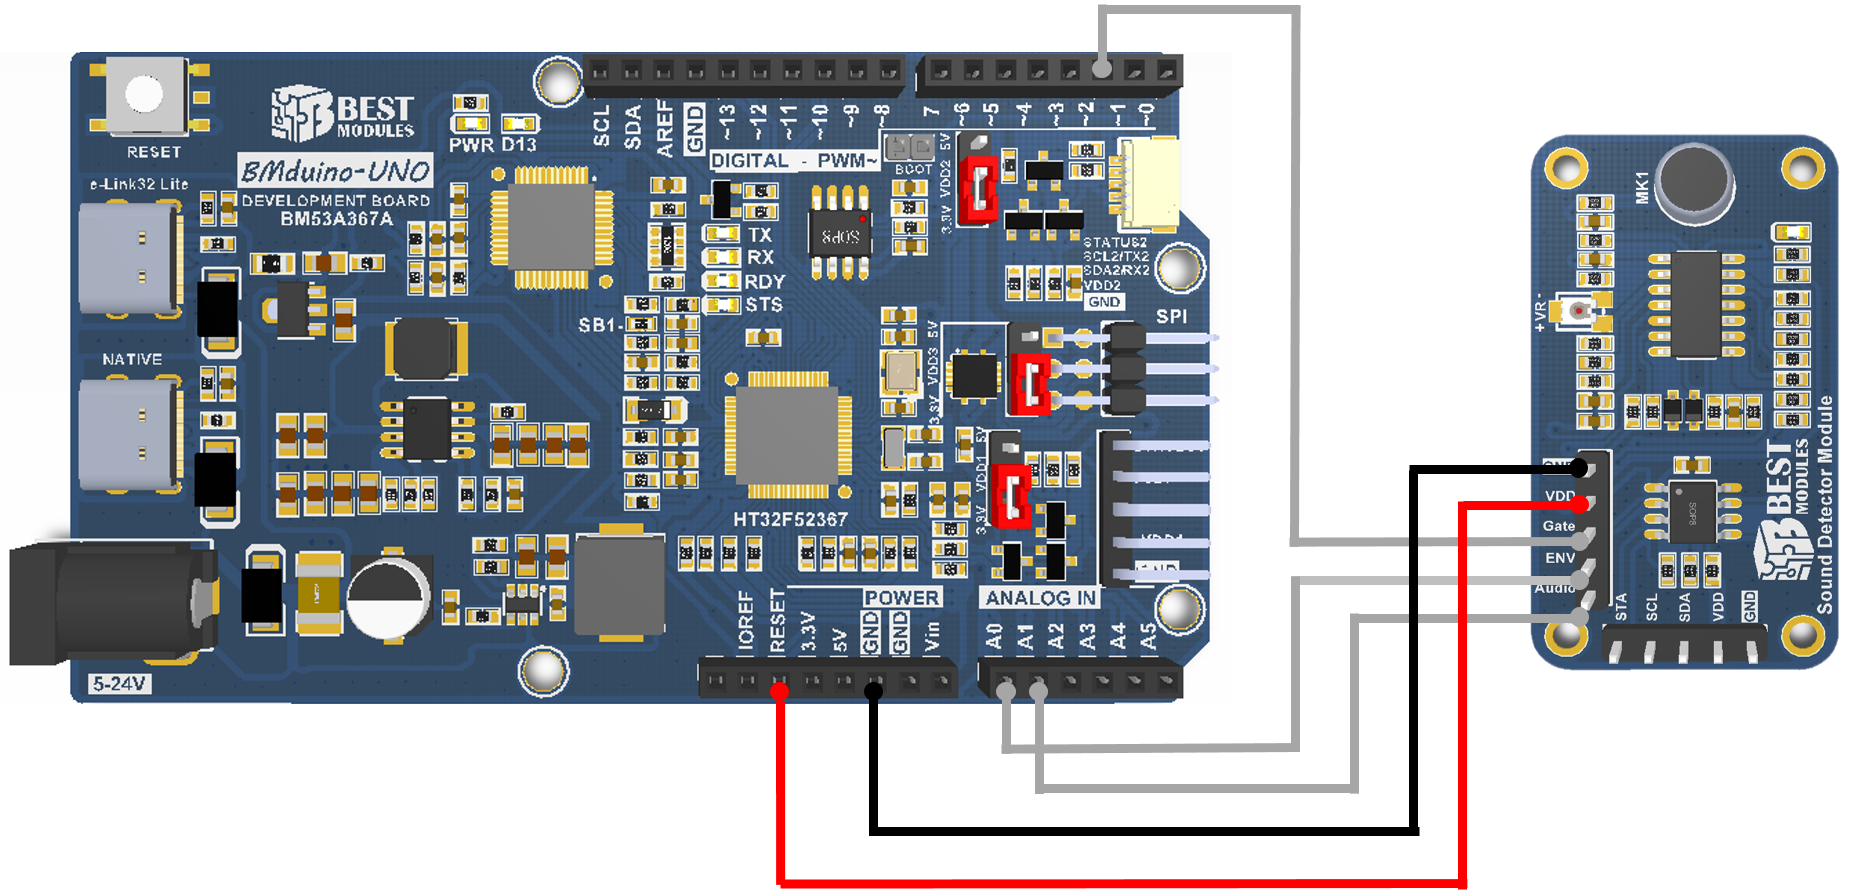 RESET
BEST
MODULES
PWR D13
BMduino-UNO
DEVELOPMENT BOARD
BM53A367A
e-Link32 Lite
NATIVE
5-24V
SCL
SDA
AREF
GND
~13
~12
~11
~10
~9
~8
7
~6
~5
~4
~3
~2
~1
~0
DIGITAL - PWM~
BOOT
3.3V VDD2 5V
TX
RX
RDY
STS
SOP8
SB1-
STATUS2
SCL2/TX2
SDA2/RX2
VDD2
GND
SPI
3.3V VDD3 5V
3.3V VDD1 5V
HT32F52367
POWER
ANALOG IN
IOREF
RESET
3.3V
5V
GND
GND
Vin
A0
A1
A2
A3
A4
A5
MK1
+VR-
VDD
Gate
ENV
Audio
SOP8
BEST
MODULES
Sound Detector Module
STA
SCL
SDA
VDD
GND